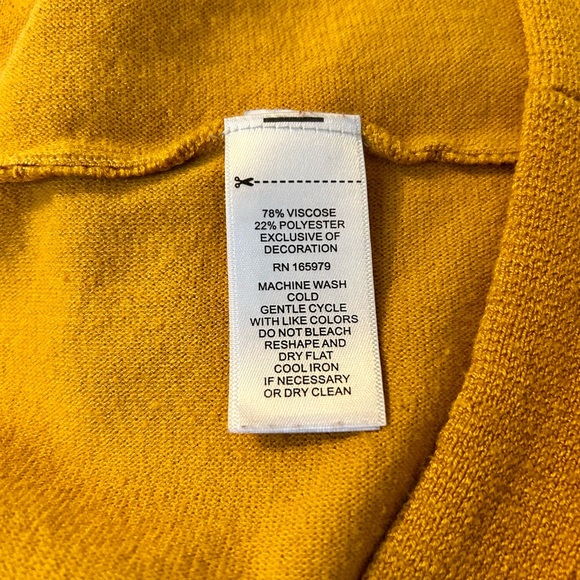 78% VISCOSE
22% POLYESTER
EXCLUSIVE OF
DECORATION
RN 165979
MACHINE WASH
COLD
GENTLE CYCLE
WITH LIKE COLORS
DO NOT BLEACH
RESHAPE AND
DRY FLAT
COOL IRON
IF NECESSARY
OR DRY CLEAN